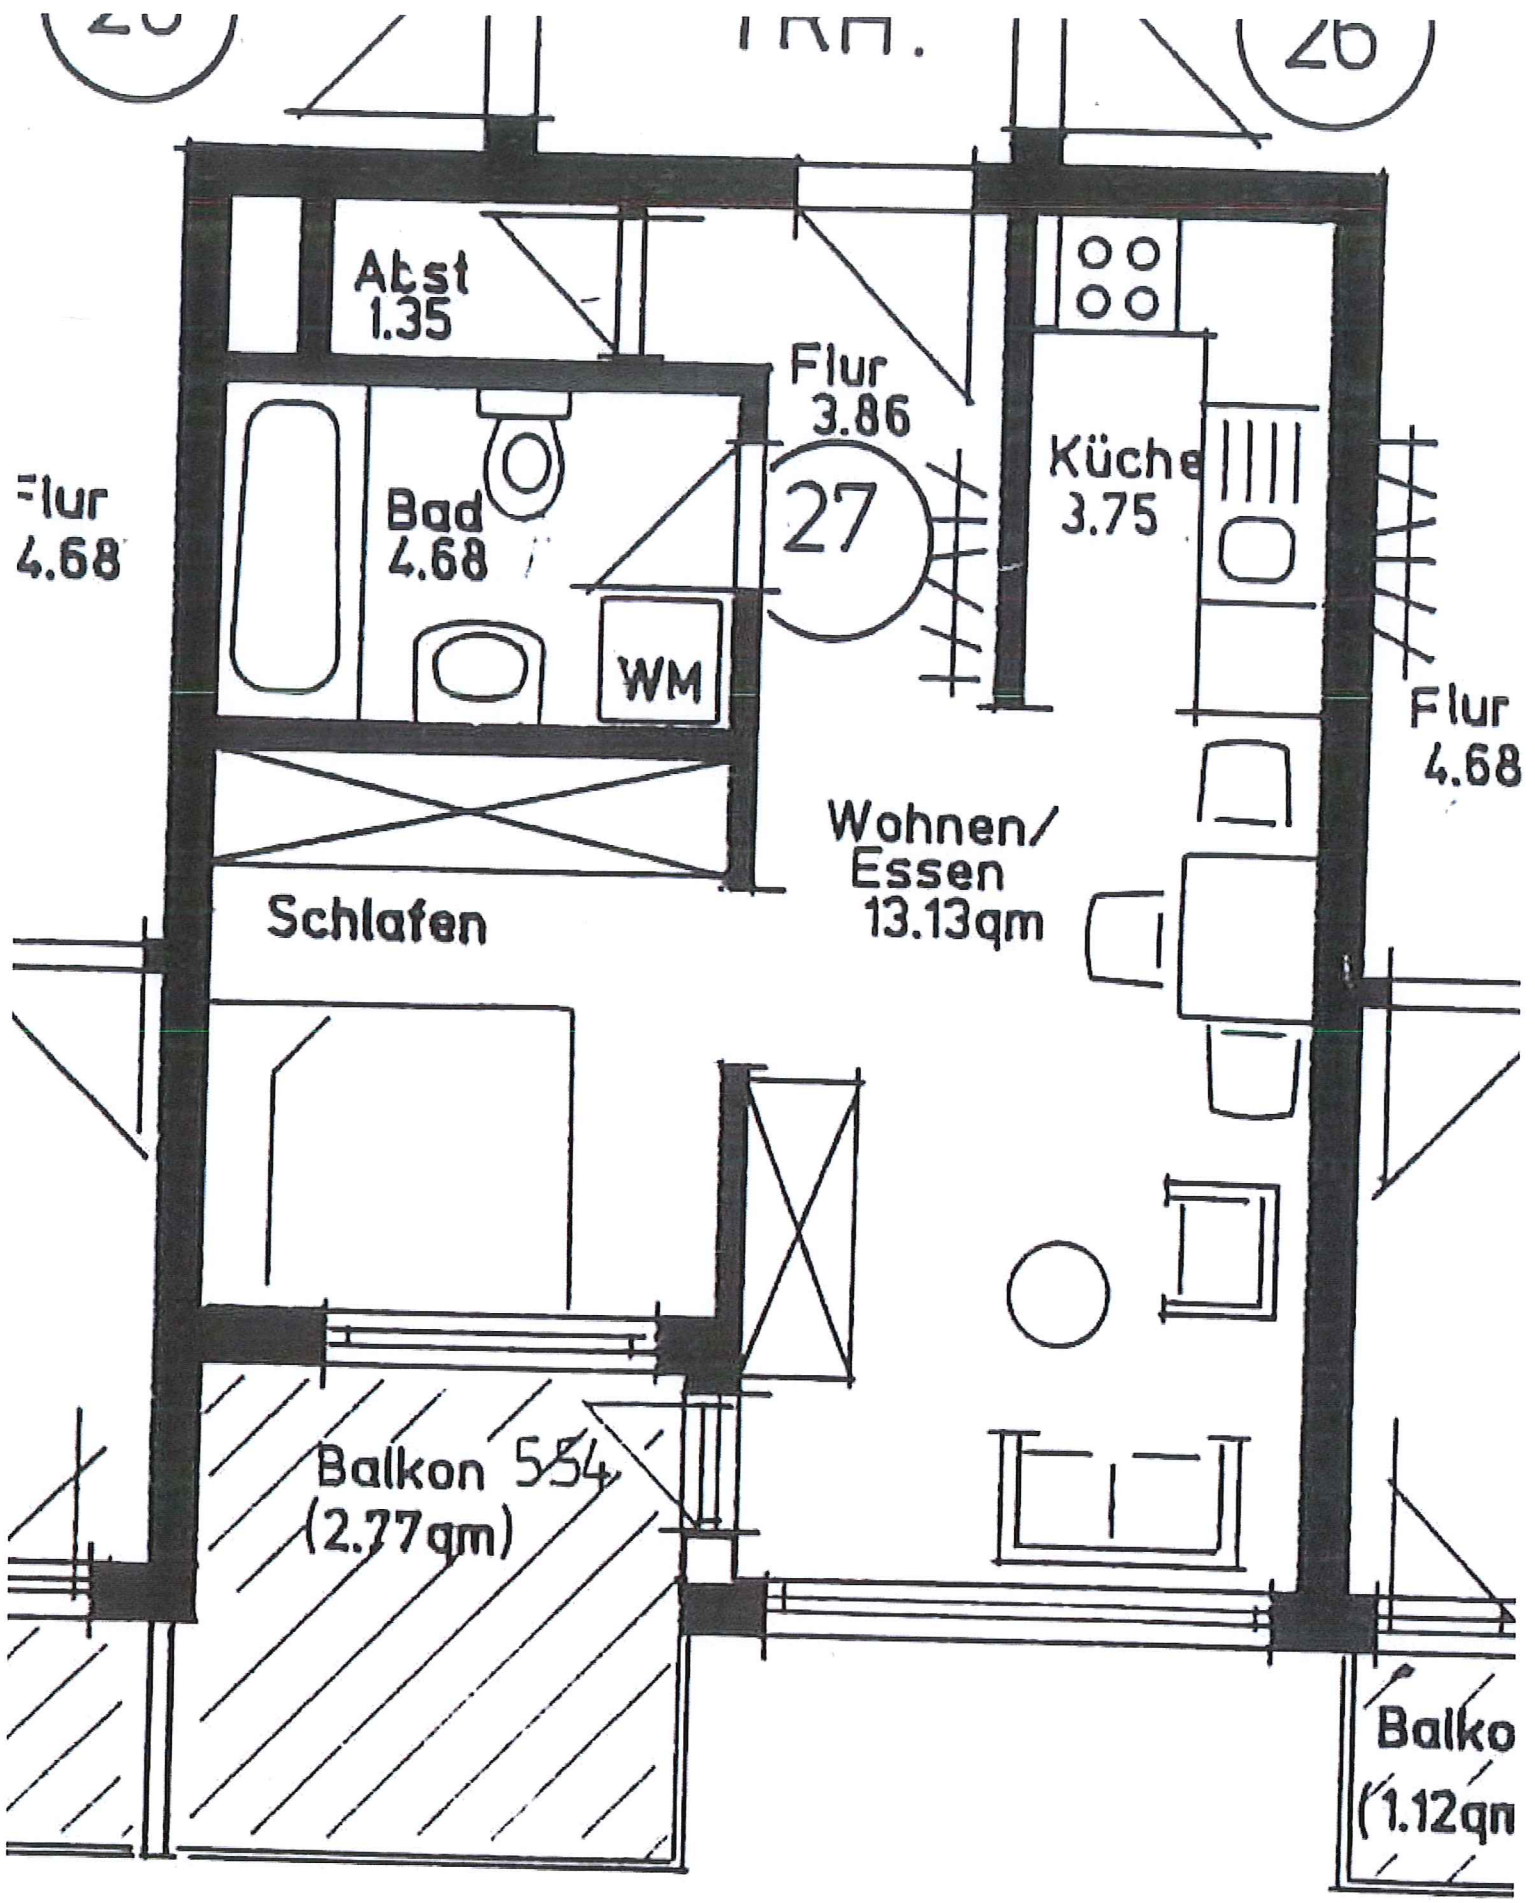 TRH.
26
Abst
1.35
Flur
3.86
Küche
3.75
27
Flur
4.68
Bad
4.68
WM
Flur
4.68
Wohnen/
Essen
13.13qm
Schlafen
Balkon 5.54
(2.77qm)
Balko
(1.12qm